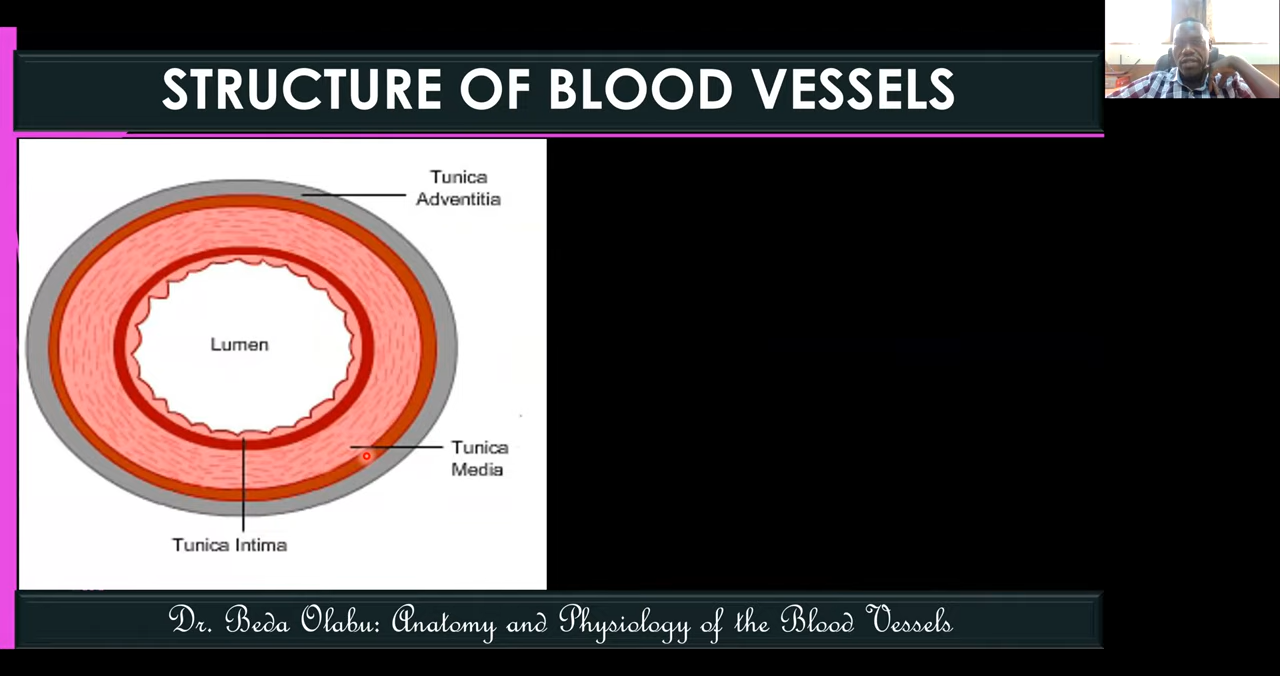 STRUCTURE OF BLOOD VESSELS
Tunica
Adventitia
Lumen
Tunica
Media
Tunica Intima
Dr. Beda Olabu: Anatomy and Physiology of the Blood Vessels